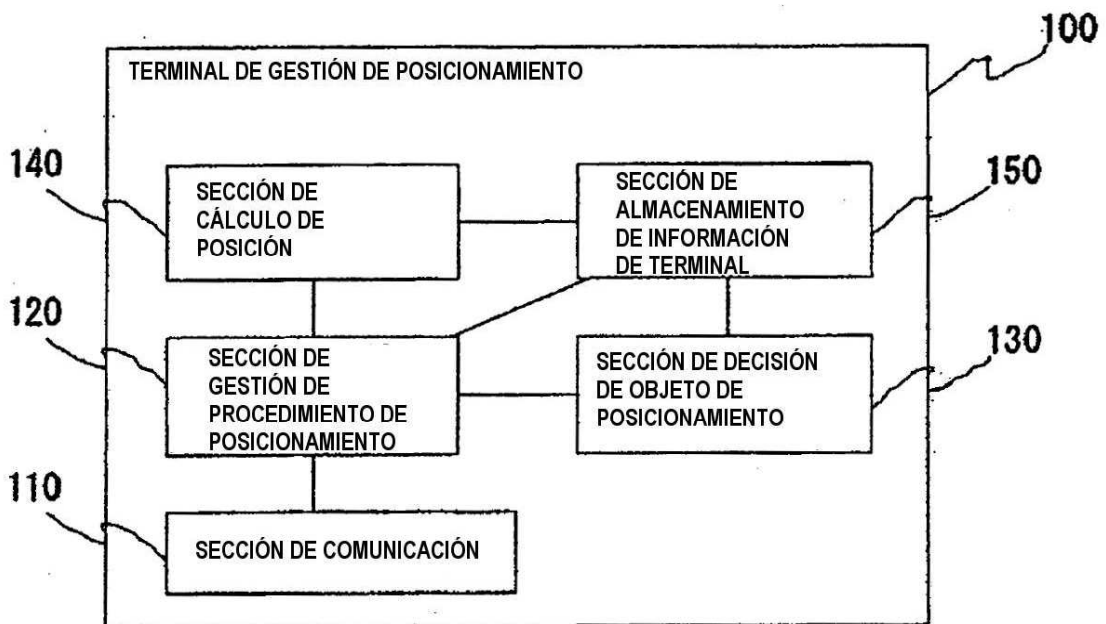 100
TERMINAL DE GESTIÓN DE POSICIONAMIENTO
140
SECCIÓN DE
CÁLCULO DE
POSICIÓN
SECCIÓN DE
ALMACENAMIENTO
DE INFORMACIÓN
DE TERMINAL
150
120
SECCIÓN DE
GESTIÓN DE
PROCEDIMIENTO DE
POSICIONAMIENTO
SECCIÓN DE DECISIÓN
DE OBJETO DE
POSICIONAMIENTO
130
110
SECCIÓN DE COMUNICACIÓN